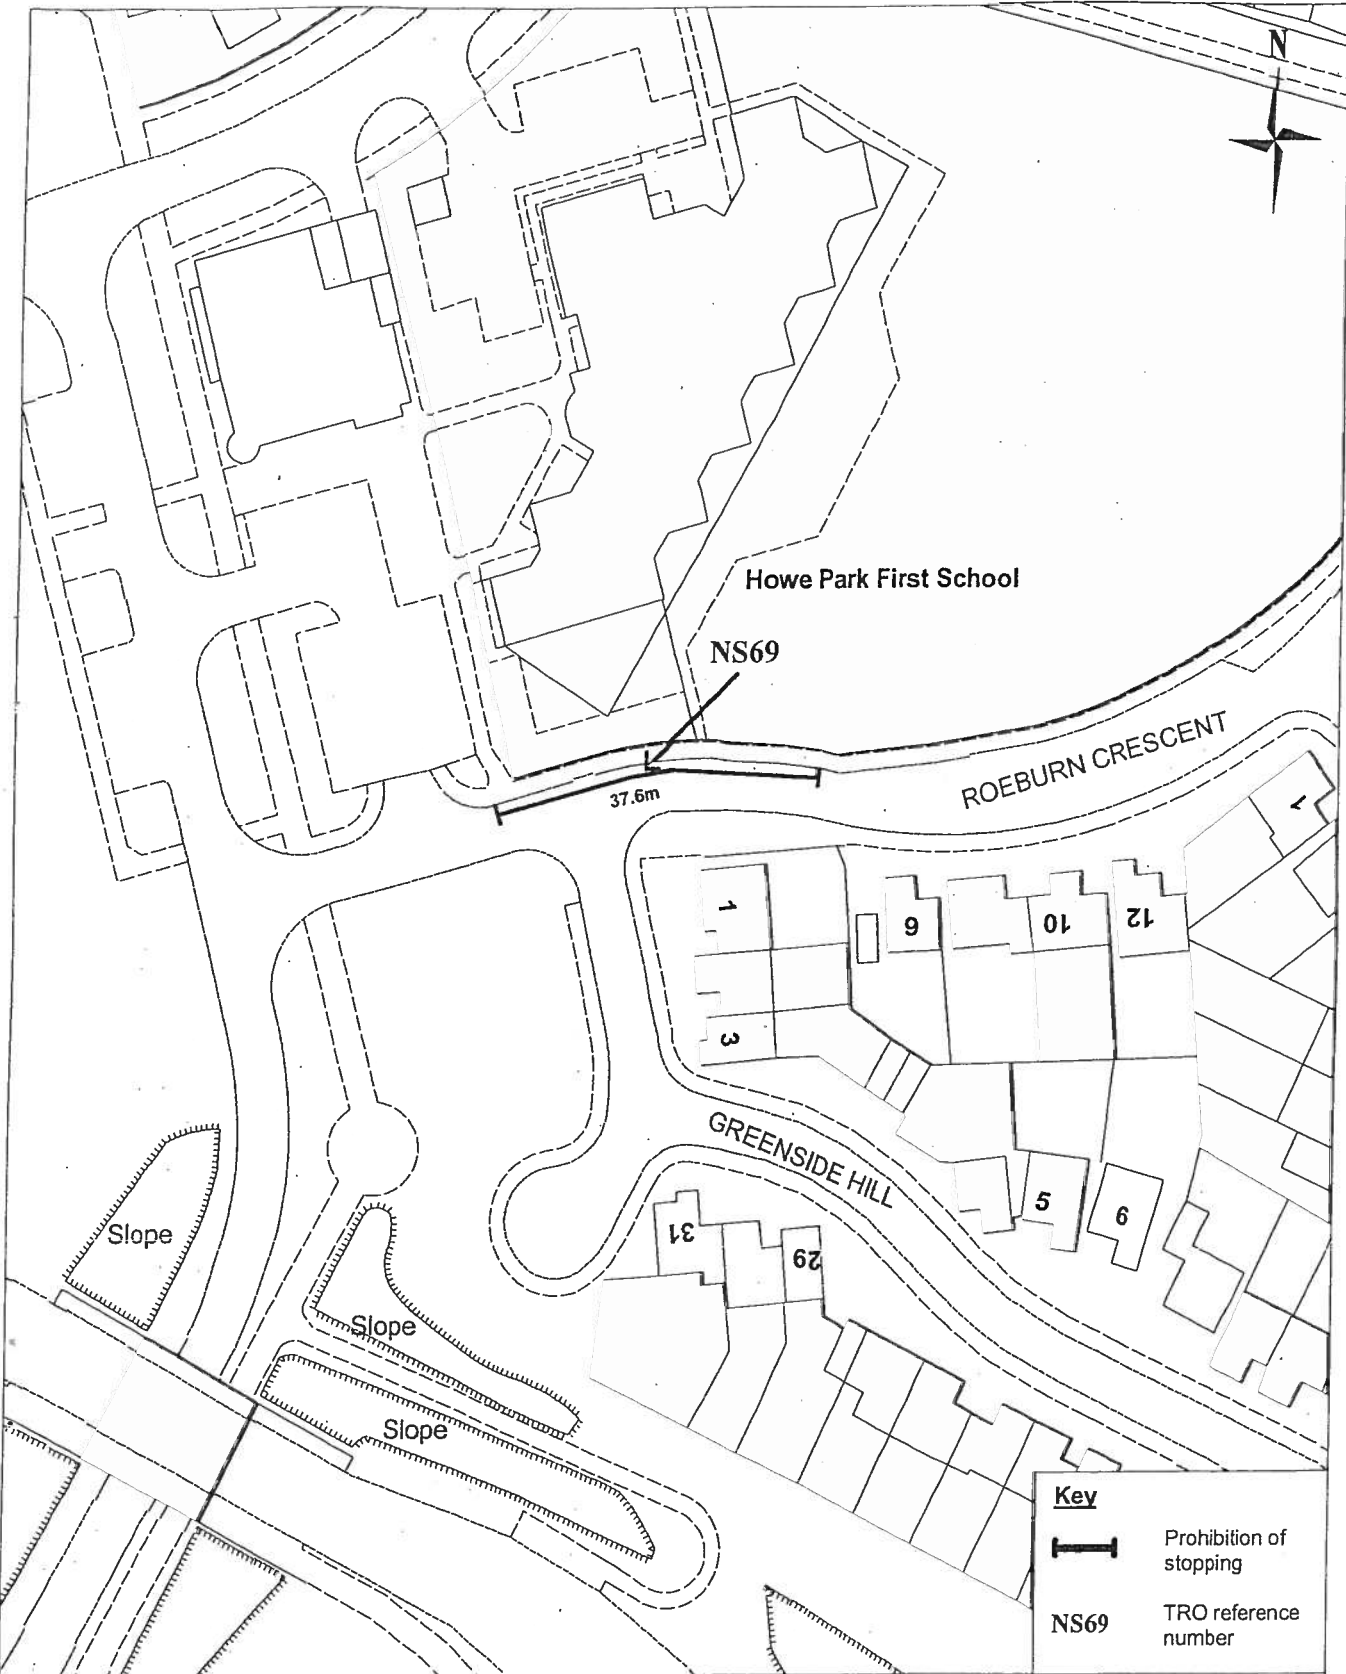 N
Howe Park First School
NS69
ROEBURN CRESCENT
37.6m
1
1
6
10
12
3
GREENSIDE HILL
5
6
31
29
Slope
Slope
Slope
Key
Prohibition of
stopping
NS69
TRO reference
number